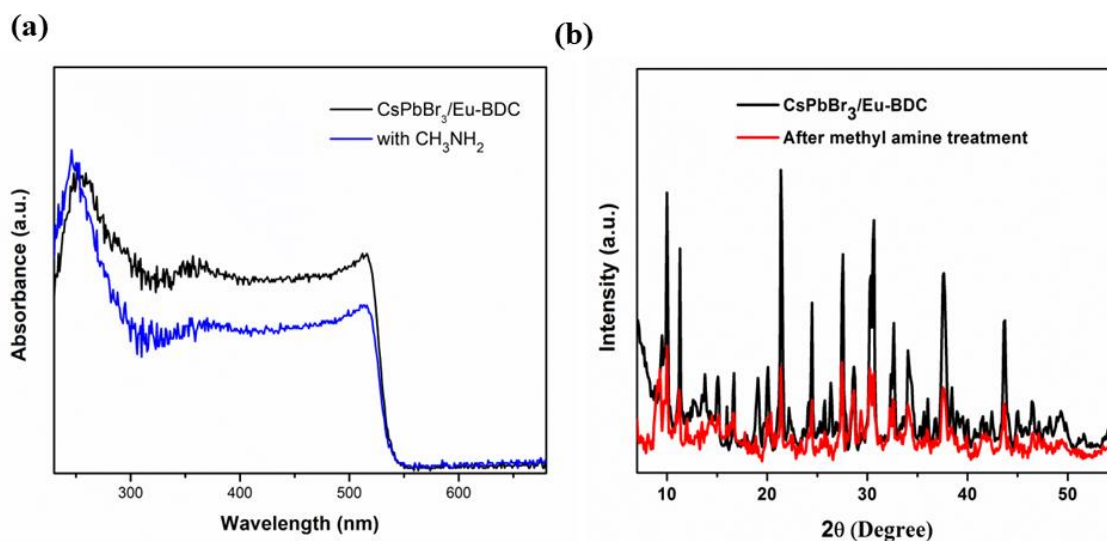 (a)
CsPbBr₃/Eu-BDC
with CH₃NH₂
Absorbance (a.u.)
300
400
500
600
Wavelength (nm)
(b)
CsPbBr₃/Eu-BDC
After methyl amine treatment
Intensity (a.u.)
10
20
30
40
50
2θ (Degree)